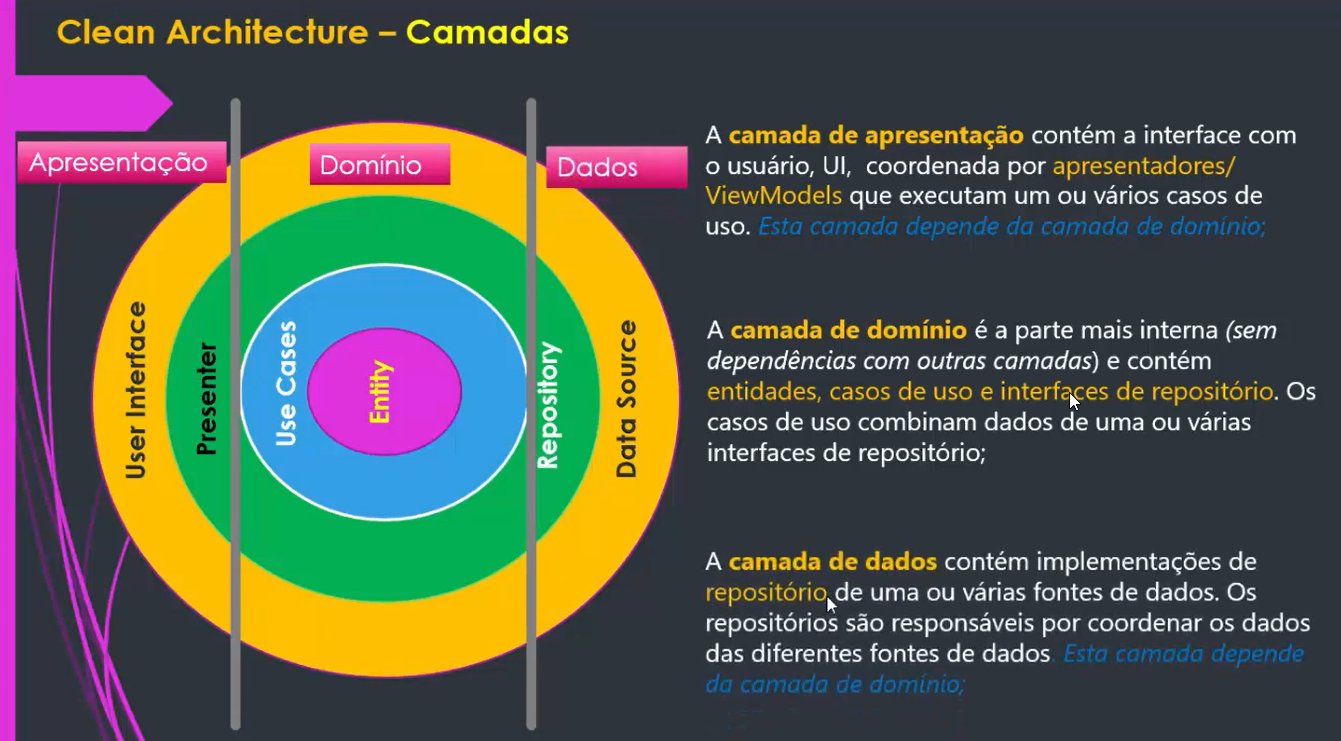 Clean Architecture – Camadas
Apresentação
Domínio
Dados
User Interface
Presenter
Use Cases
Entity
Repository
Data Source
A camada de apresentação contém a interface com
o usuário, UI, coordenada por apresentadores/
ViewModels que executam um ou vários casos de
uso. Esta camada depende da camada de domínio;
A camada de domínio é a parte mais interna (sem
dependências com outras camadas) e contém
entidades, casos de uso e interfaces de repositório. Os
casos de uso combinam dados de uma ou várias
interfaces de repositório;
A camada de dados contém implementações de
repositório de uma ou várias fontes de dados. Os
repositórios são responsáveis por coordenar os dados
das diferentes fontes de dados. Esta camada depende
da camada de domínio;